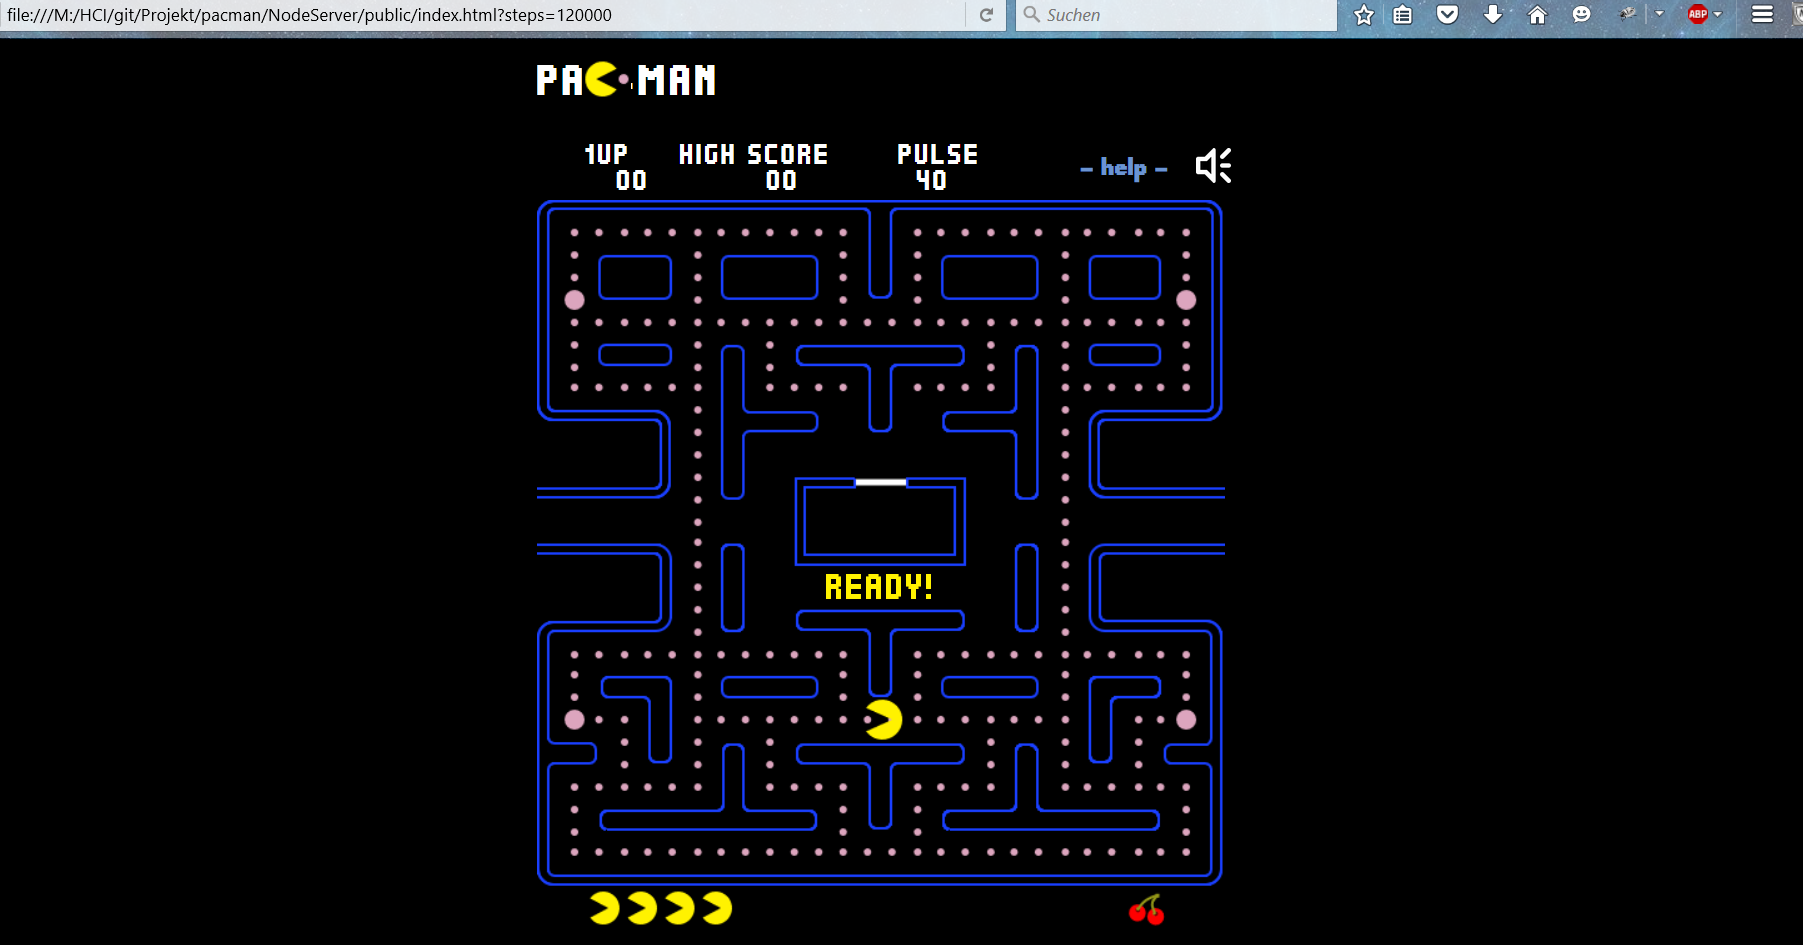 file:///M:/HCI/git/Projekt/pacman/NodeServer/public/index.html?steps=120000
Suchen
ABP
PAC-MAN
1UP HIGH SCORE PULSE - help -
00 00 40
READY!